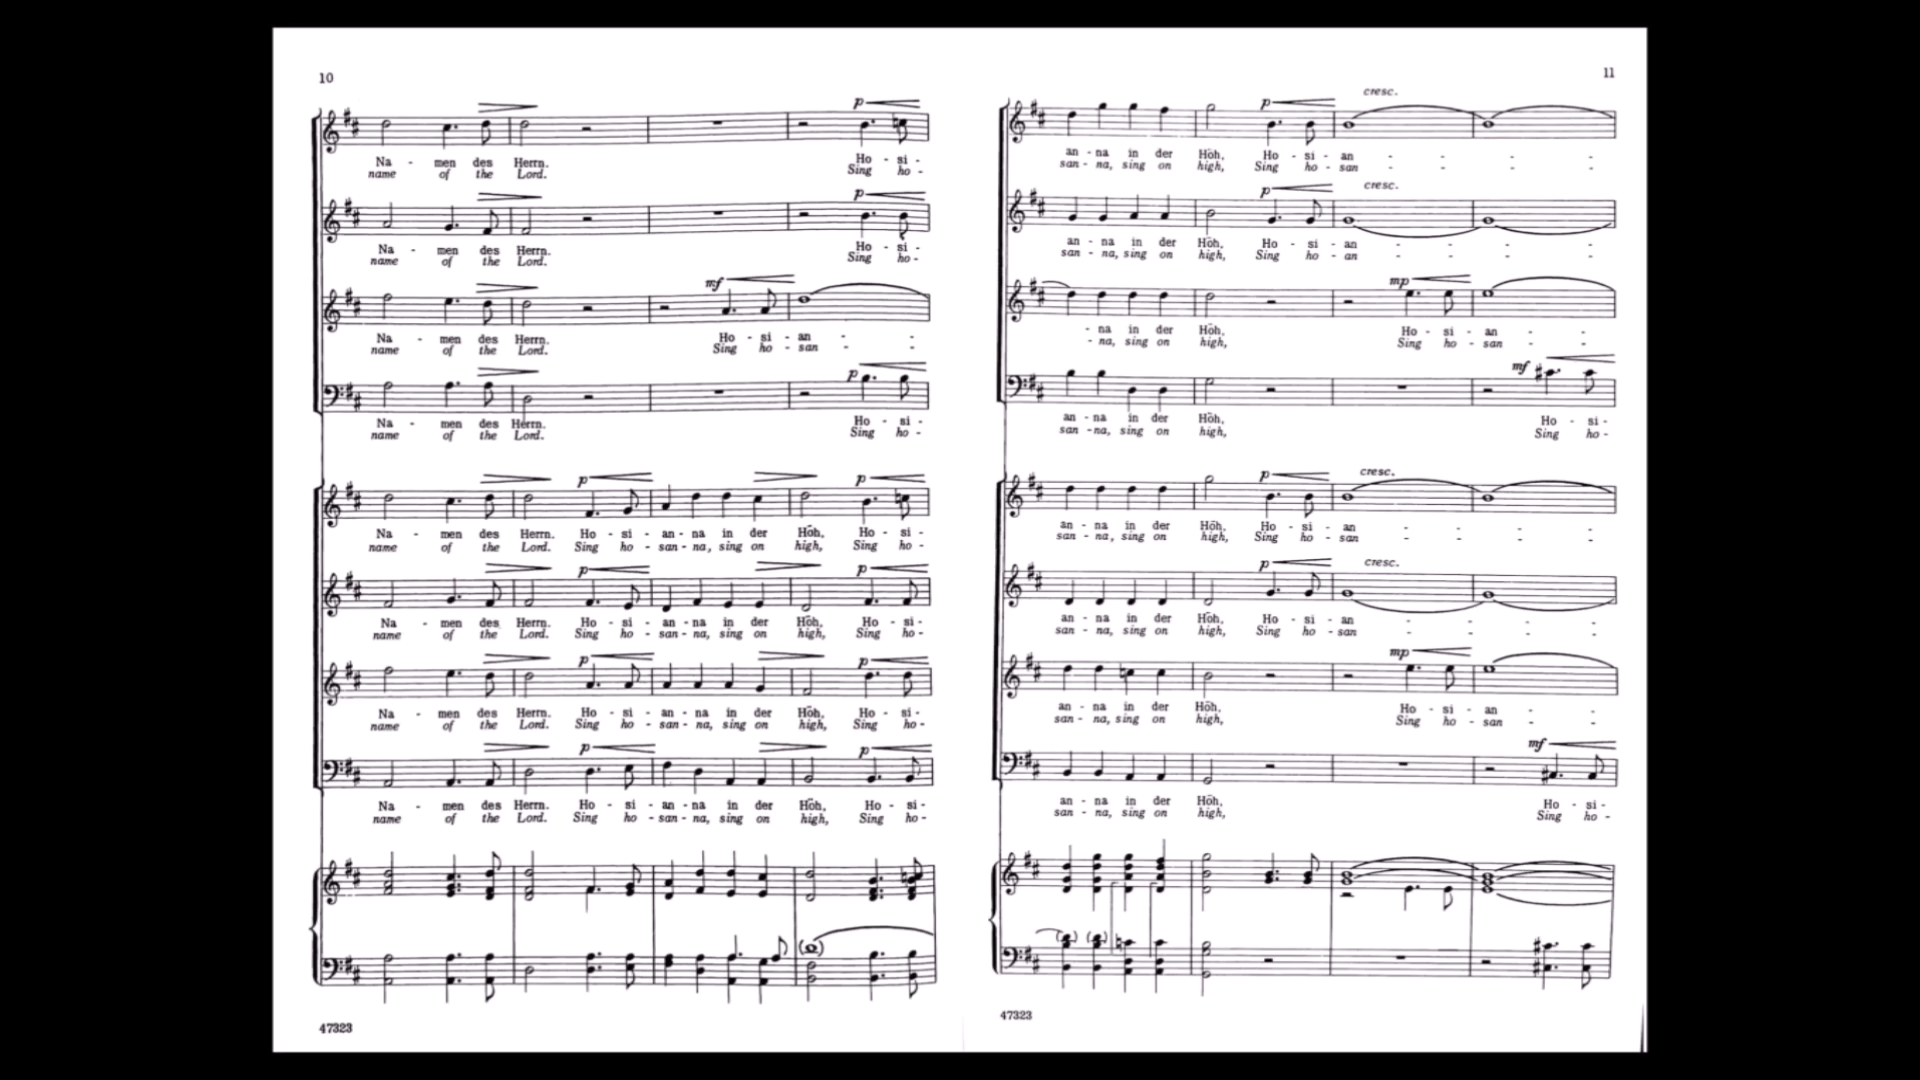 10
p
Na - men des Herrn. Ho - si -
name of the Lord. Sing ho -
p
Na - men des Herrn. Ho - si -
name of the Lord. Sing ho -
mf
Na - men des Herrn. Ho - si - an - -
name of the Lord. Sing ho - san - -
p
Na - men des Herrn. Ho - si -
name of the Lord. Sing ho -
p p
Na - men des Herrn. Ho - si - an - na in der Höh, Ho - si -
name of the Lord. Sing ho - san - na, sing on high, Sing ho -
p p
Na - men des Herrn. Ho - si - an - na in der Höh, Ho - si -
name of the Lord. Sing ho - san - na, sing on high, Sing ho -
p p
Na - men des Herrn. Ho - si - an - na in der Höh, Ho - si -
name of the Lord. Sing ho - san - na, sing on high, Sing ho -
p p
Na - men des Herrn. Ho - si - an - na in der Höh, Ho - si -
name of the Lord. Sing ho - san - na, sing on high, Sing ho -
47323
11
p cresc.
an - na in der Höh, Ho - si - an - - - -
san - na, sing on high, Sing ho - san - - - -
p cresc.
an - na in der Höh, Ho - si - an - - - -
san - na, sing on high, Sing ho - an - - - -
mp
- na in der Höh, Ho - si - an - -
- na, sing on high, Sing ho - san - -
mf
an - na in der Höh, Ho - si -
san - na, sing on high, Sing ho -
p cresc.
an - na in der Höh, Ho - si - an - - - -
san - na, sing on high, Sing ho - san - - - -
p cresc.
an - na in der Höh, Ho - si - an - - - -
san - na, sing on high, Sing ho - san - - - -
mp
an - na in der Höh, Ho - si - an - -
san - na, sing on high, Sing ho - san - -
mf
an - na in der Höh, Ho - si -
san - na, sing on high, Sing ho -
47323